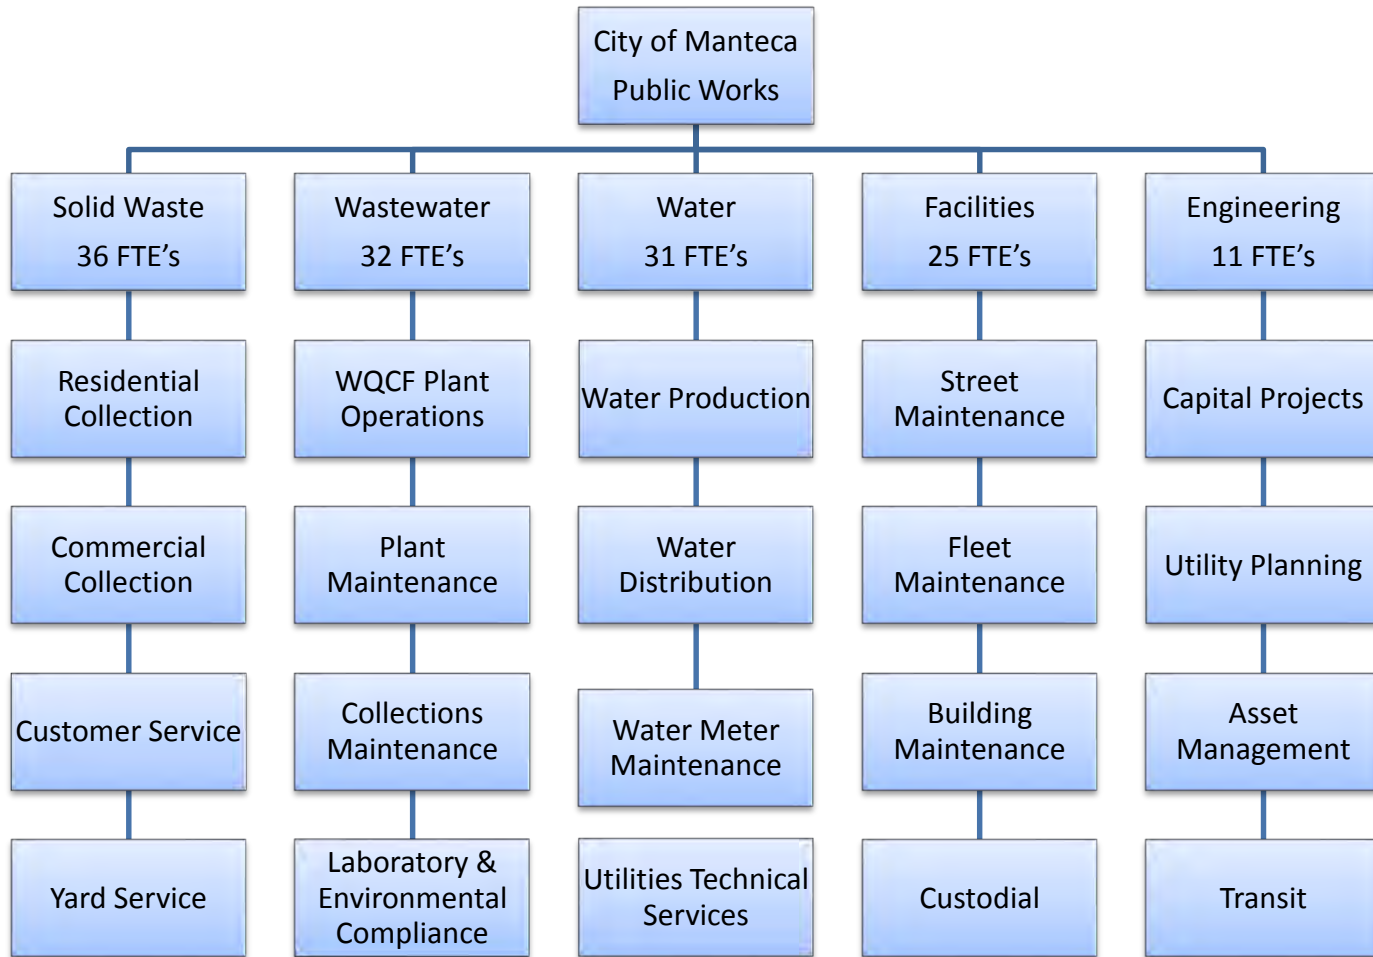 City of Manteca
Public Works
Solid Waste
36 FTE’s
Wastewater
32 FTE’s
Water
31 FTE’s
Facilities
25 FTE’s
Engineering
11 FTE’s
Residential
Collection
WQCF Plant
Operations
Water Production
Street
Maintenance
Capital Projects
Commercial
Collection
Plant
Maintenance
Water
Distribution
Fleet
Maintenance
Utility Planning
Customer Service
Collections
Maintenance
Water Meter
Maintenance
Building
Maintenance
Asset
Management
Yard Service
Laboratory &
Environmental
Compliance
Utilities Technical
Services
Custodial
Transit